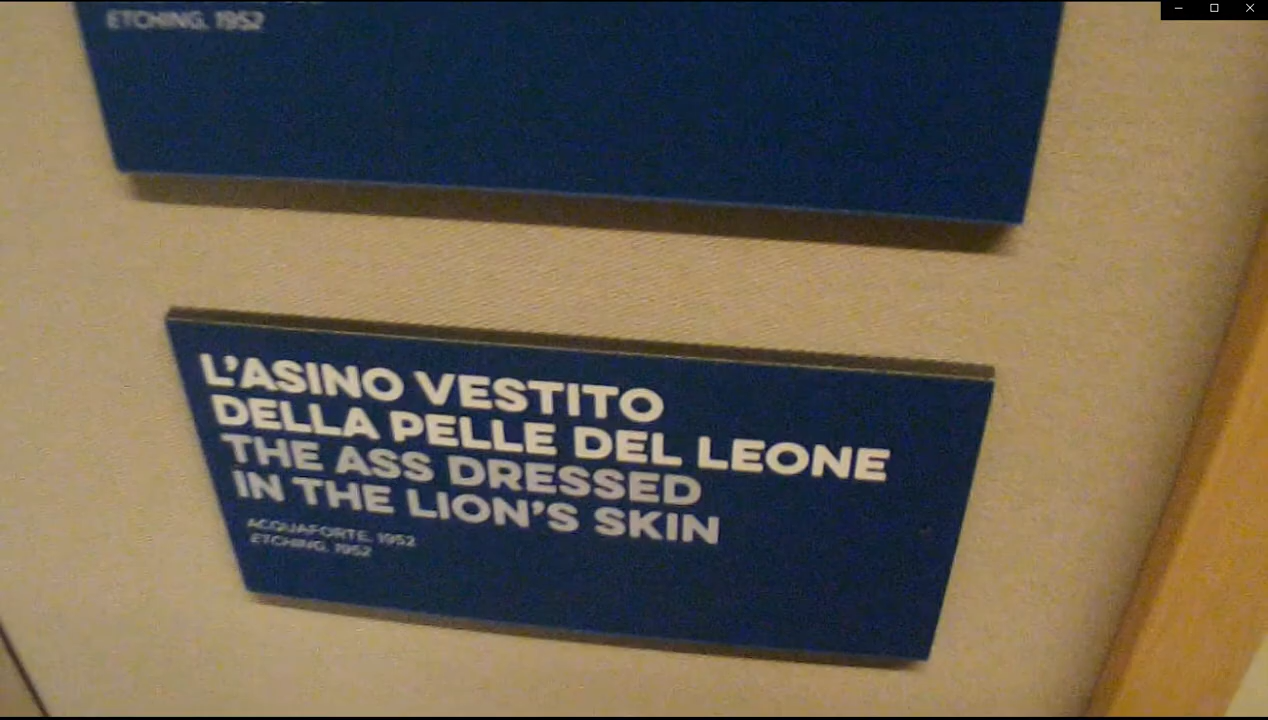 ETCHING, 1952
L'ASINO VESTITO
DELLA PELLE DEL LEONE
THE ASS DRESSED
IN THE LION'S SKIN
ACQUAFORTE, 1952
ETCHING, 1952